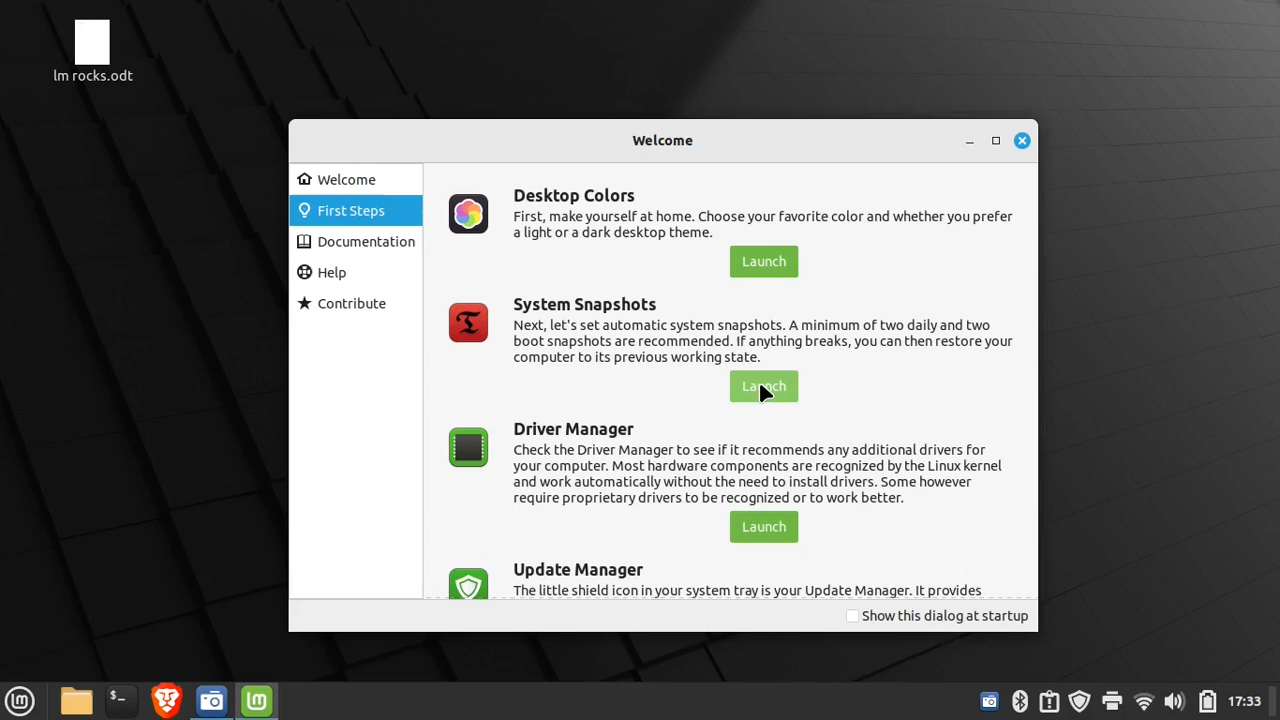 lm rocks.odt
Welcome
Welcome
First Steps
Documentation
Help
Contribute
Desktop Colors
First, make yourself at home. Choose your favorite color and whether you prefer
a light or a dark desktop theme.
Launch
System Snapshots
Next, let's set automatic system snapshots. A minimum of two daily and two
boot snapshots are recommended. If anything breaks, you can then restore your
computer to its previous working state.
Launch
Driver Manager
Check the Driver Manager to see if it recommends any additional drivers for
your computer. Most hardware components are recognized by the Linux kernel
and work automatically without the need to install drivers. Some however
require proprietary drivers to be recognized or to work better.
Launch
Update Manager
The little shield icon in your system tray is your Update Manager. It provides
Show this dialog at startup
17:33